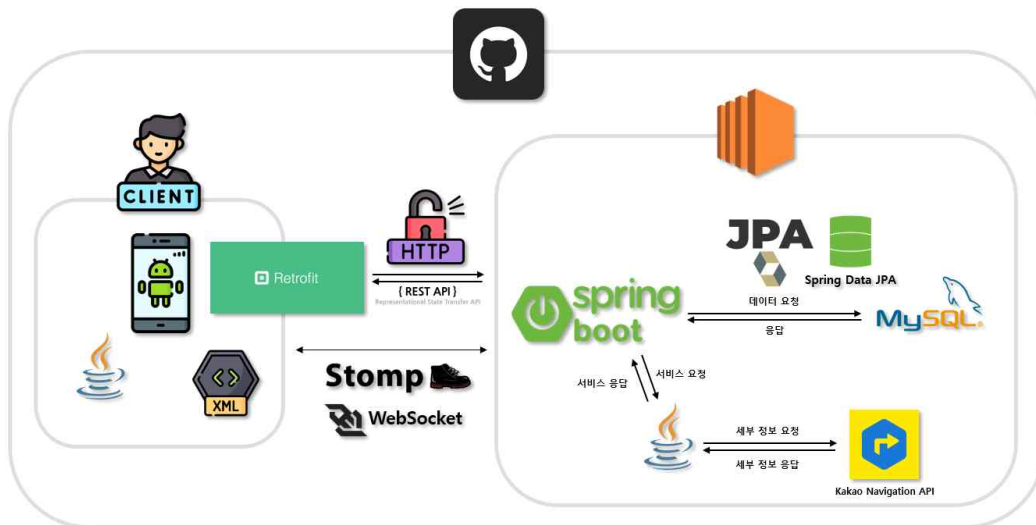 CLIENT
Retrofit
XML
HTTP
{ REST API }
Representational State Transfer API
Stomp
WebSocket
spring
boot
JPA
Spring Data JPA
데이터 요청
응답
MySQL
서비스 응답
서비스 요청
세부 정보 요청
세부 정보 응답
Kakao Navigation API